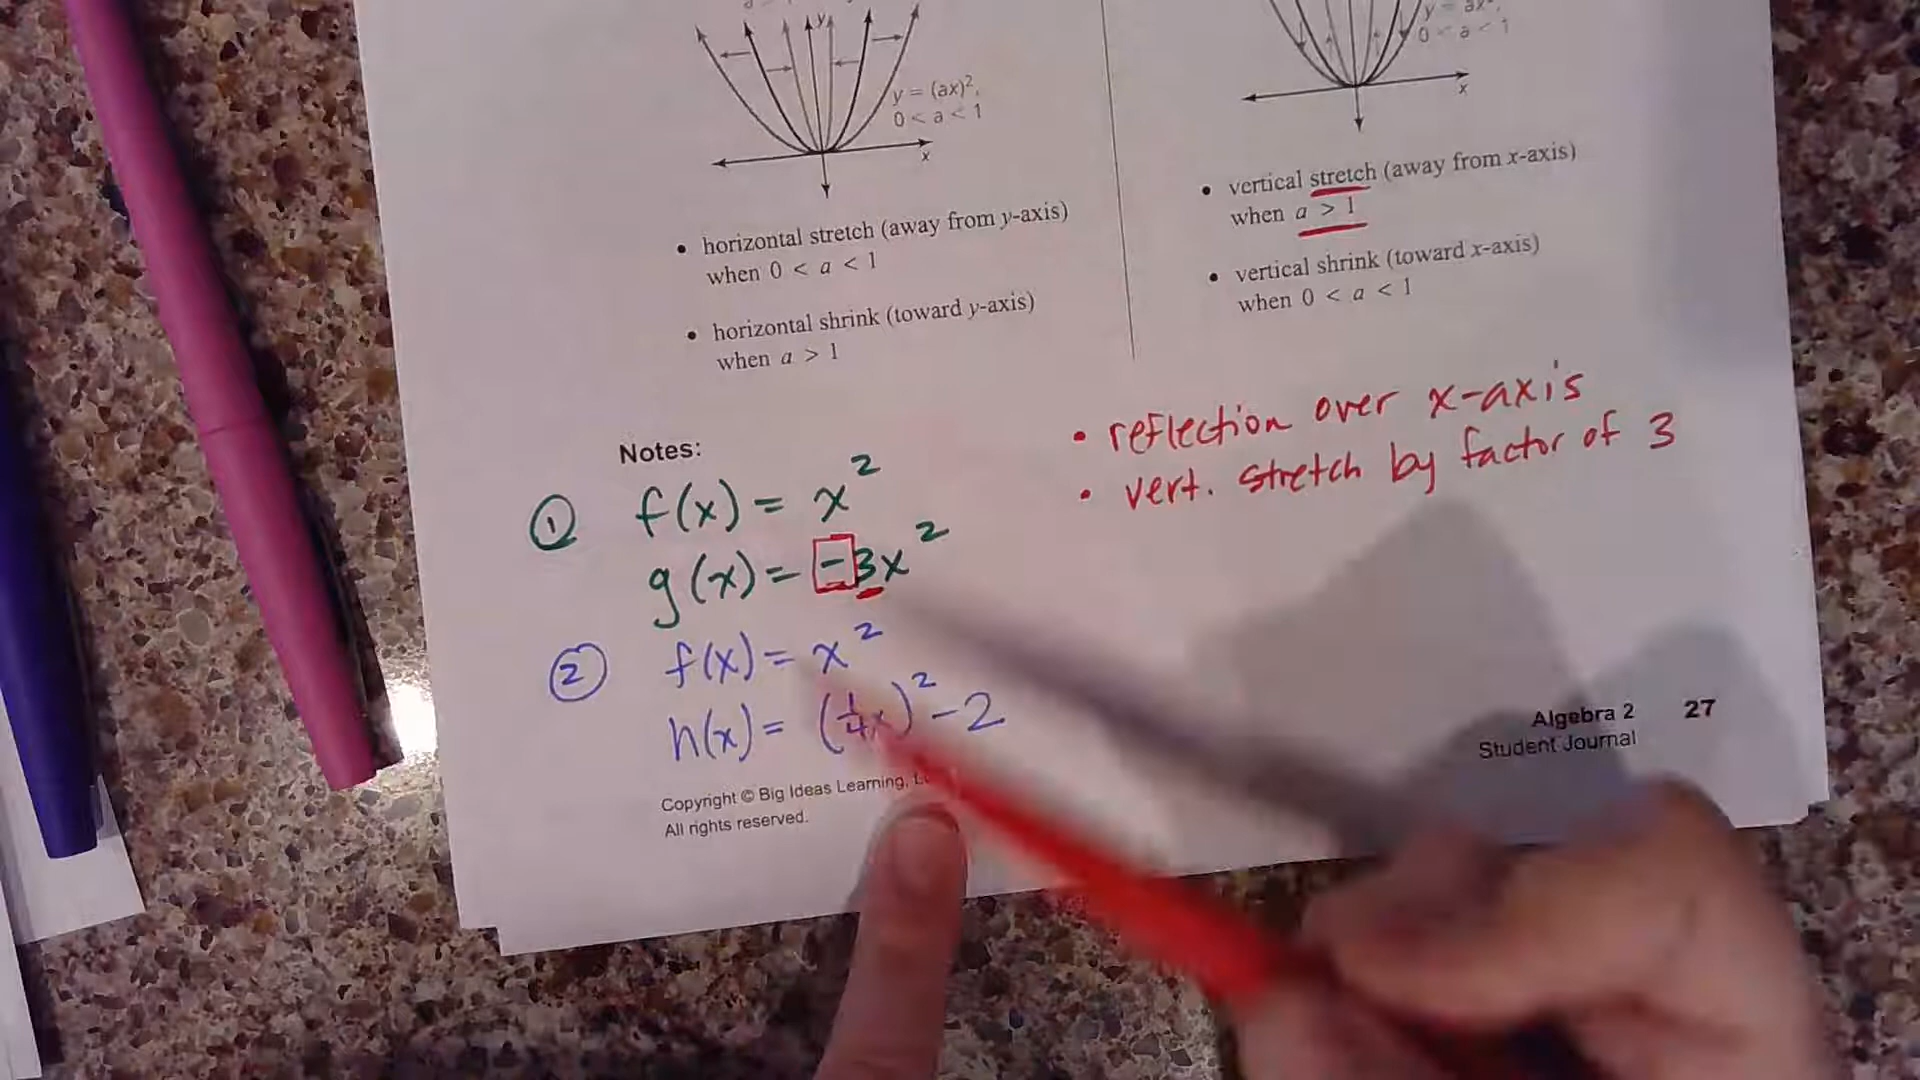 y
y = (ax)²,
0 < a < 1
x
y = ax²,
0 < a < 1
x
• horizontal stretch (away from y-axis)
when 0 < a < 1
• horizontal shrink (toward y-axis)
when a > 1
• vertical stretch (away from x-axis)
when a > 1
• vertical shrink (toward x-axis)
when 0 < a < 1
Notes:
① f(x) = x²
g(x) = -3x²
② f(x) = x²
h(x) = (1/4x)² - 2
• reflection over x-axis
• vert. stretch by factor of 3
Copyright © Big Ideas Learning,
All rights reserved.
Algebra 2 27
Student Journal